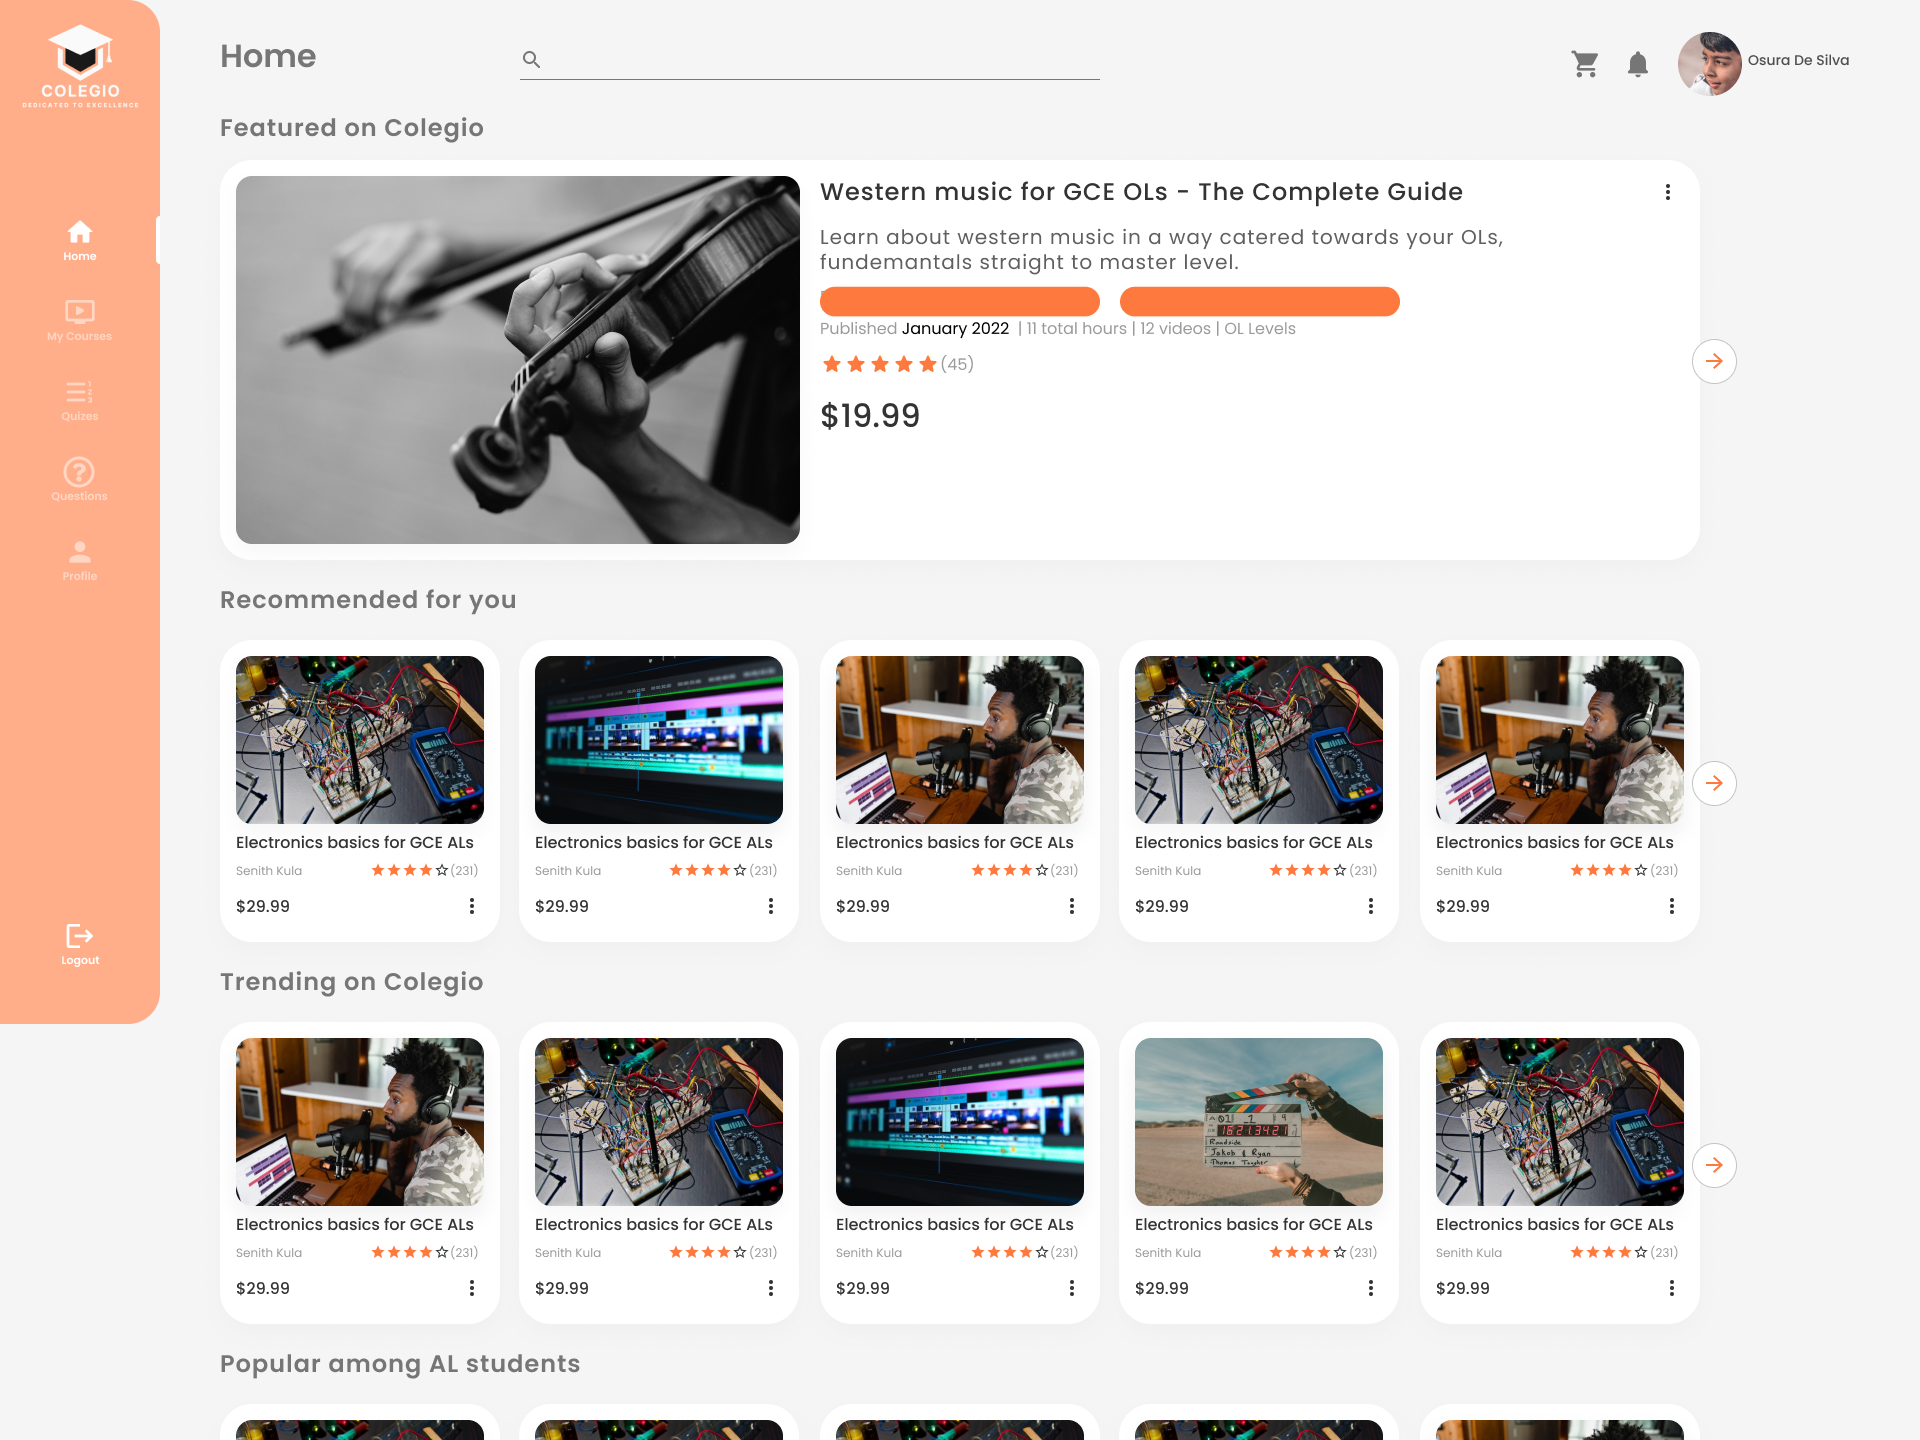 COLEGIO
DEDICATED TO EXCELLENCE
Home
My Courses
Quizes
Questions
Profile
Logout
Home
Osura De Silva
Featured on Colegio
Western music for GCE OLs - The Complete Guide
Learn about western music in a way catered towards your OLs,
fundemantals straight to master level.
Published January 2022 | 11 total hours | 12 videos | OL Levels
(45)
$19.99
Recommended for you
Electronics basics for GCE ALs
Senith Kula (231)
$29.99
Electronics basics for GCE ALs
Senith Kula (231)
$29.99
Electronics basics for GCE ALs
Senith Kula (231)
$29.99
Electronics basics for GCE ALs
Senith Kula (231)
$29.99
Electronics basics for GCE ALs
Senith Kula (231)
$29.99
Trending on Colegio
Electronics basics for GCE ALs
Senith Kula (231)
$29.99
Electronics basics for GCE ALs
Senith Kula (231)
$29.99
Electronics basics for GCE ALs
Senith Kula (231)
$29.99
18213421
Roadside
Jakob & Ryan
Thomas Taugher
Electronics basics for GCE ALs
Senith Kula (231)
$29.99
Electronics basics for GCE ALs
Senith Kula (231)
$29.99
Popular among AL students